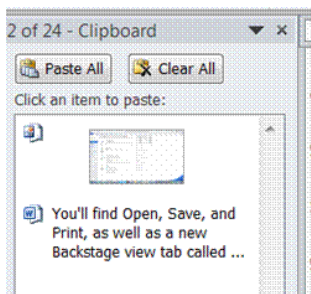 2 of 24 - Clipboard
Paste All Clear All
Click an item to paste:
You'll find Open, Save, and
Print, as well as a new
Backstage view tab called ...